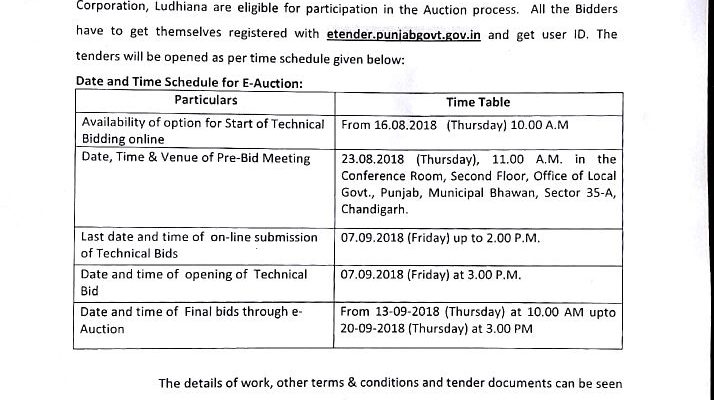 Corporation, Ludhiana are eligible for participation in the Auction process. All the Bidders
have to get themselves registered with etender.punjabgovt.gov.in and get user ID. The
tenders will be opened as per time schedule given below:
Date and Time Schedule for E-Auction:
Particulars
Time Table
Availability of option for Start of Technical
Bidding online
From 16.08.2018 (Thursday) 10.00 A.M
Date, Time & Venue of Pre-Bid Meeting
23.08.2018 (Thursday), 11.00 A.M. in the
Conference Room, Second Floor, Office of Local
Govt., Punjab, Municipal Bhawan, Sector 35-A,
Chandigarh.
Last date and time of on-line submission
of Technical Bids
07.09.2018 (Friday) up to 2.00 P.M.
Date and time of opening of Technical
Bid
07.09.2018 (Friday) at 3.00 P.M.
Date and time of Final bids through e-
Auction
From 13-09-2018 (Thursday) at 10.00 AM upto
20-09-2018 (Thursday) at 3.00 PM
The details of work, other terms & conditions and tender documents can be seen